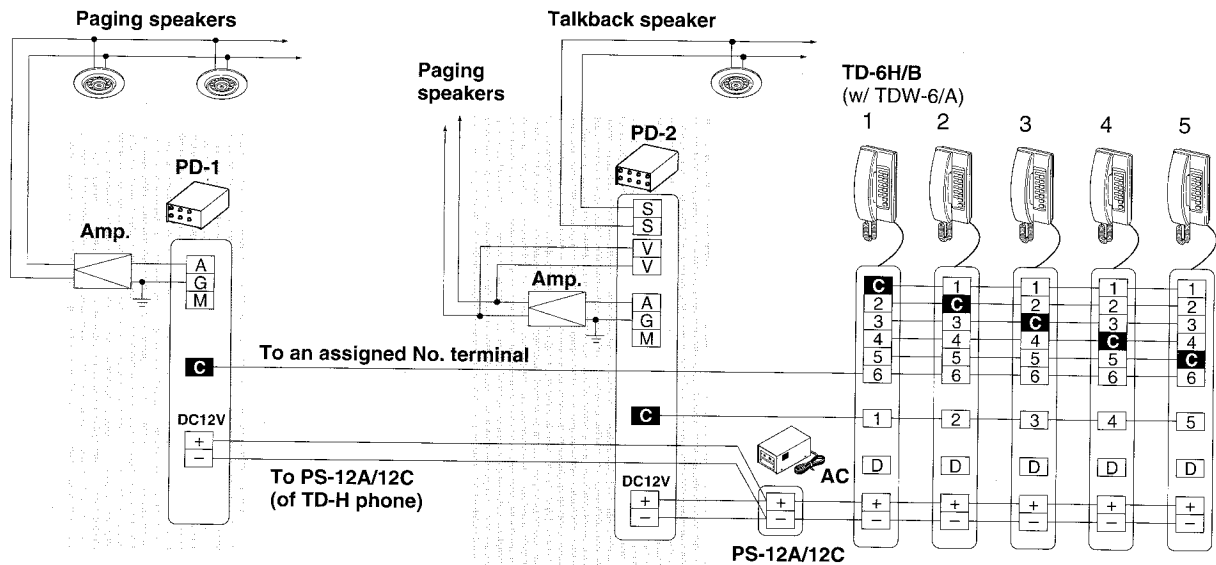 Paging speakers
Talkback speaker
Paging
speakers
TD-6H/B
(w/ TDW-6/A)
1 2 3 4 5
PD-1
PD-2
Amp.
A
G
M
C
DC12V
+
−
To an assigned No. terminal
To PS-12A/12C
(of TD-H phone)
S
S
V
V
Amp.
A
G
M
C
DC12V
+
−
AC
+
−
PS-12A/12C
C 1 1 1 1
2 C 2 2 2
3 3 C 3 3
4 4 4 C 4
5 5 5 5 C
6 6 6 6 6
1 2 3 4 5
D D D D D
+ + + + +
− − − − −